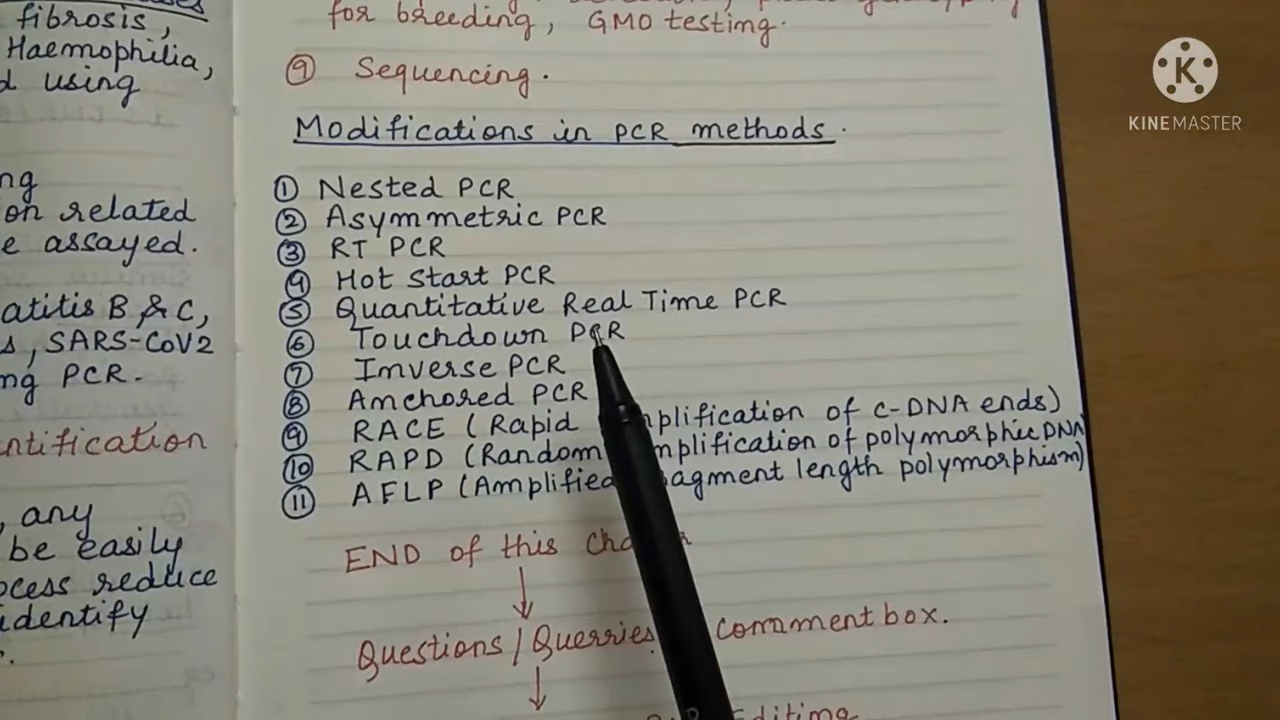 fibrosis,
Haemophilia,
using
ng
on related
e assayed.
atitis B, & C,
s, SARS-CoV2
ng PCR.
ntification
, any
be easily
ocess reduce
identify
for breeding, GMO testing.
⑨ Sequencing.
Modifications in PCR methods.
① Nested PCR
② Asymmetric PCR
③ RT PCR
④ Hot Start PCR
⑤ Quantitative Real Time PCR
⑥ Touchdown PCR
⑦ Inverse PCR
⑧ Anchored PCR
⑨ RACE (Rapid mplification of c-DNA ends)
⑩ RAPD (Random mplification of polymorphic DNA
⑪ AFLP (Amplified agment length polymorphism)
END of this
Questions / Querries comment box.
K
KINEMASTER